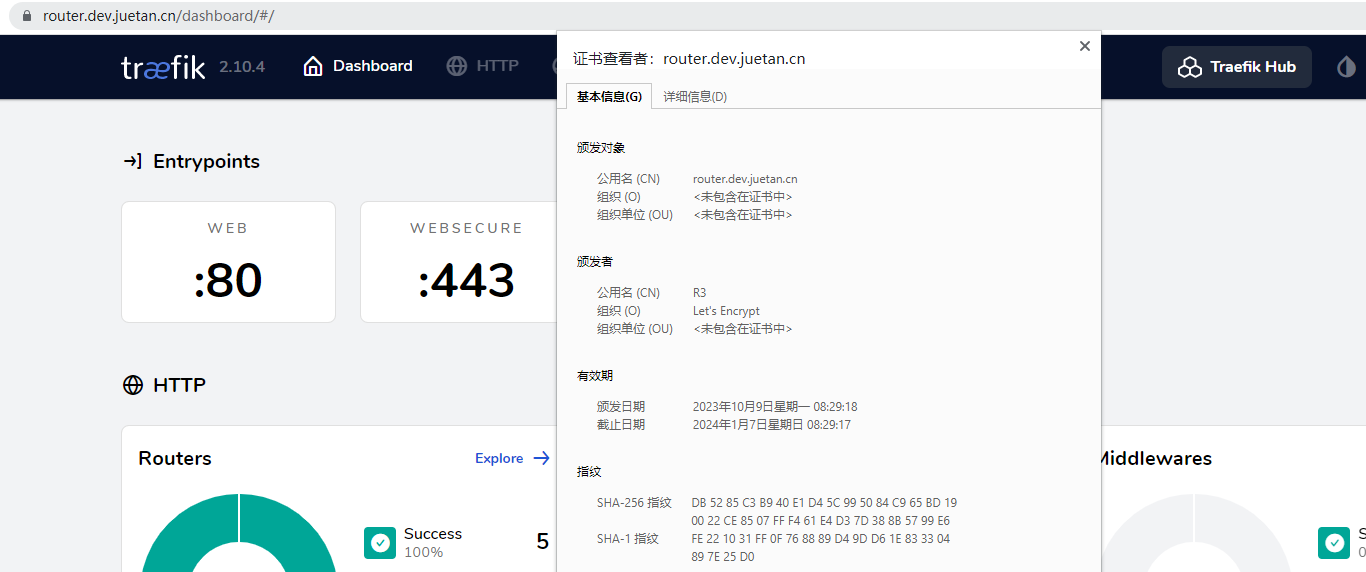 router.dev.juetan.cn/dashboard/#/
træfik 2.10.4 Dashboard HTTP Traefik Hub
证书查看者：router.dev.juetan.cn
基本信息(G) 详细信息(D)
Entrypoints
WEB
:80
WEBSECURE
:443
HTTP
Routers
Explore
Success
100%
5
颁发对象
公用名 (CN) router.dev.juetan.cn
组织 (O) <未包含在证书中>
组织单位 (OU) <未包含在证书中>
颁发者
公用名 (CN) R3
组织 (O) Let's Encrypt
组织单位 (OU) <未包含在证书中>
有效期
颁发日期 2023年10月9日星期一 08:29:18
截止日期 2024年1月7日星期日 08:29:17
指纹
SHA-256 指纹 DB 52 85 C3 B9 40 E1 D4 5C 99 50 84 C9 65 BD 19
00 22 CE 85 07 FF F4 61 E4 D3 7D 38 8B 57 99 E6
SHA-1 指纹 FE 22 10 31 FF 0F 76 88 89 D4 9D D6 1E 83 33 04
89 7E 25 D0
Middlewares